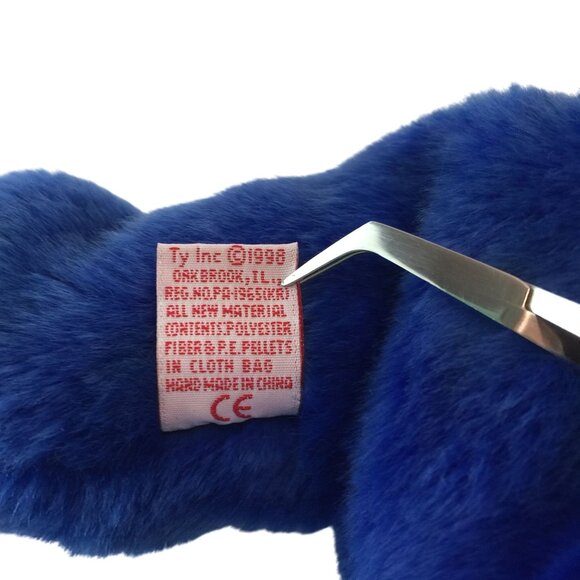 Ty Inc ©1998
OAKBROOK, IL.,
REG.NO.PA-1965(KR)
ALL NEW MATERIAL
CONTENTS:POLYESTER
FIBER & P.E. PELLETS
IN CLOTH BAG
HAND MADE IN CHINA
CE